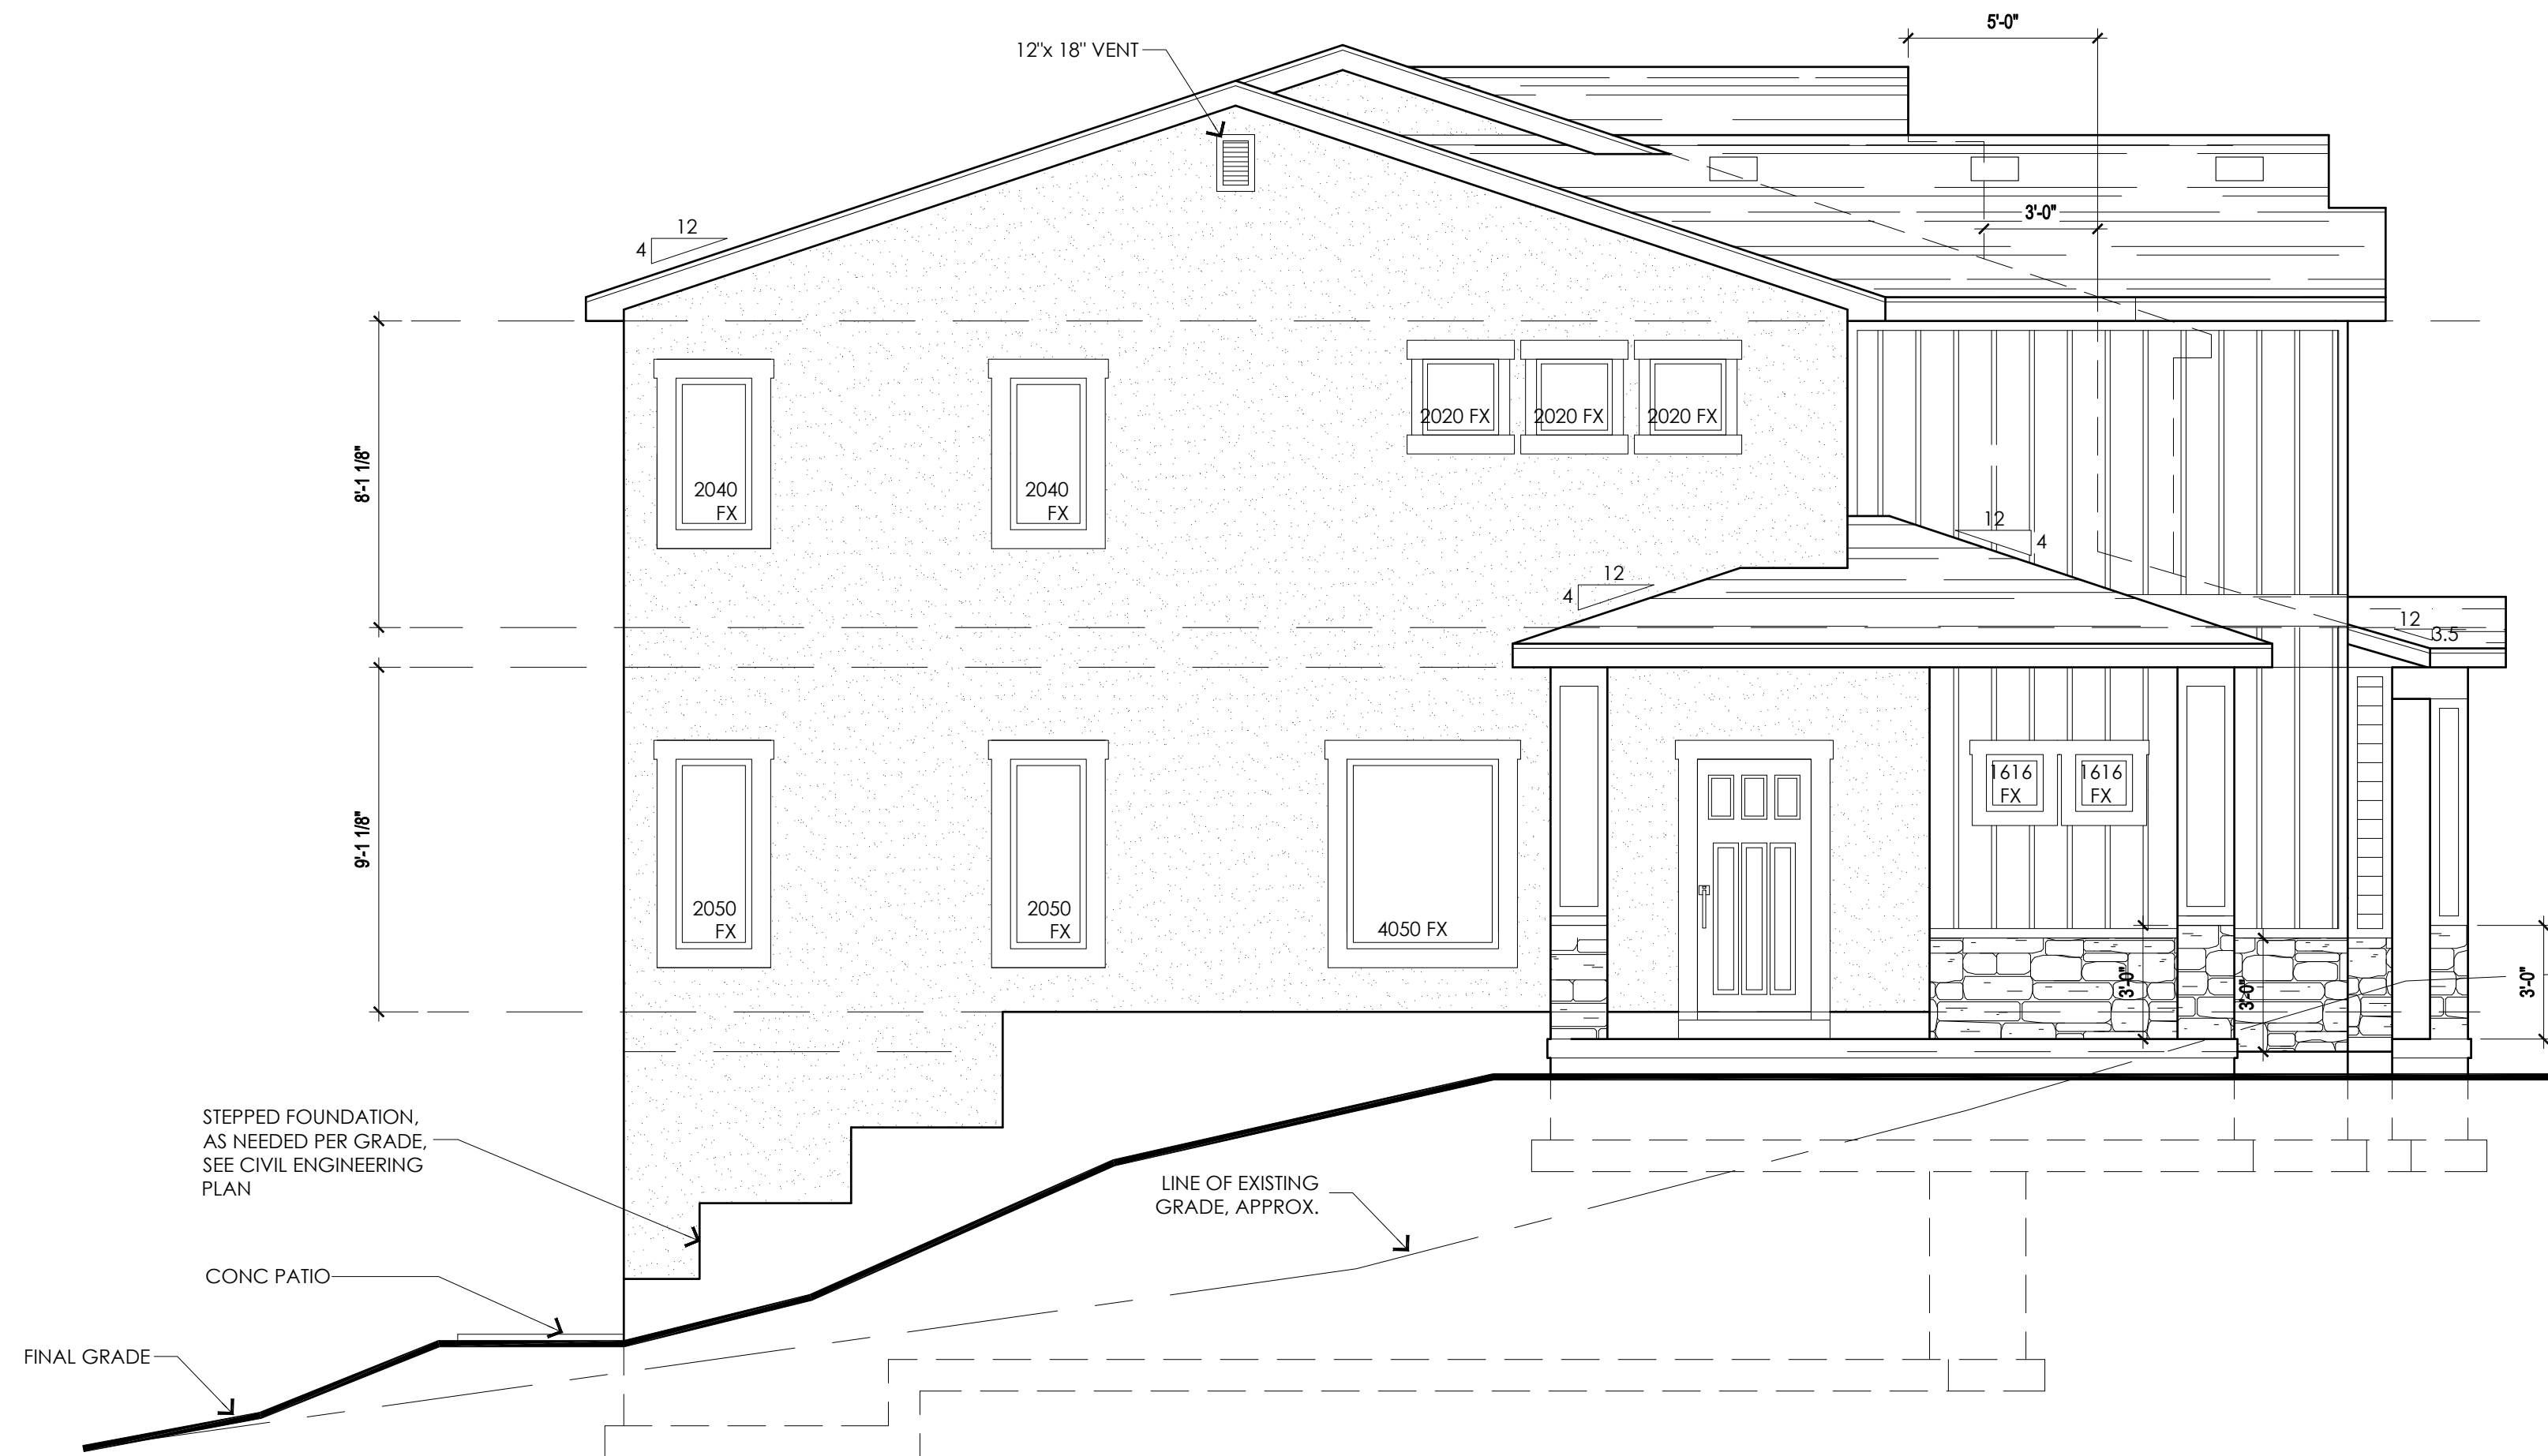 5'-0"
12"x 18" VENT
3'-0"
12
4
2020 FX
2020 FX
2020 FX
8'-1 1/8"
2040
FX
2040
FX
12
4
12
4
12
3.5
1616
FX
1616
FX
9'-1 1/8"
2050
FX
2050
FX
4050 FX
3'-0"
3'-0"
3'-0"
STEPPED FOUNDATION,
AS NEEDED PER GRADE,
SEE CIVIL ENGINEERING
PLAN
LINE OF EXISTING
GRADE, APPROX.
CONC PATIO
FINAL GRADE